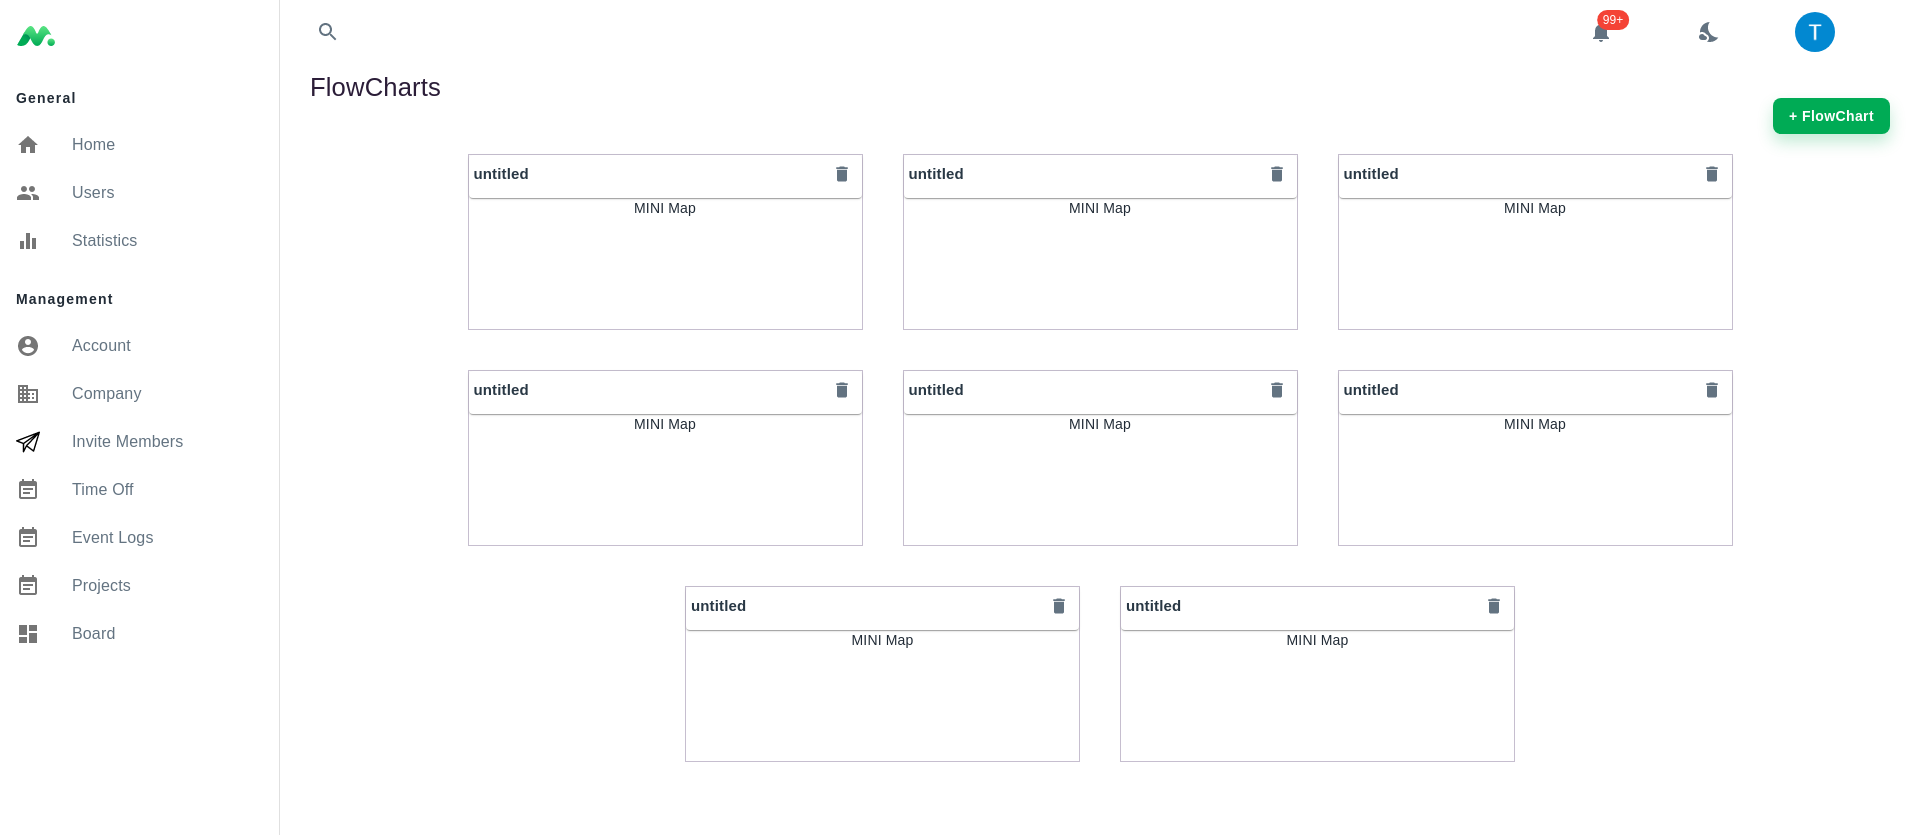 99+
T
General
Home
Users
Statistics
Management
Account
Company
Invite Members
Time Off
Event Logs
Projects
Board
FlowCharts
+ FlowChart
untitled
MINI Map
untitled
MINI Map
untitled
MINI Map
untitled
MINI Map
untitled
MINI Map
untitled
MINI Map
untitled
MINI Map
untitled
MINI Map